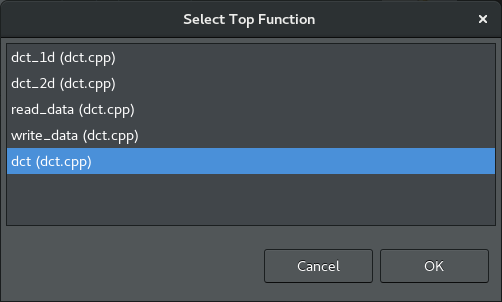 Select Top Function
dct_1d (dct.cpp)
dct_2d (dct.cpp)
read_data (dct.cpp)
write_data (dct.cpp)
dct (dct.cpp)
Cancel OK